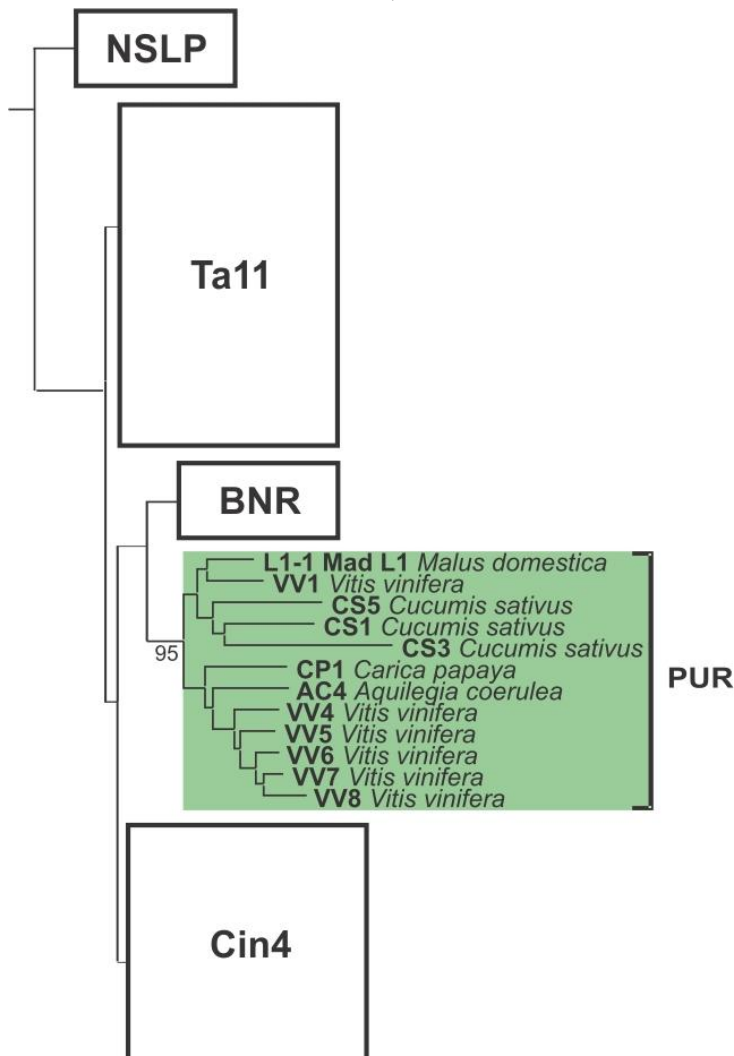 NSLP
Ta11
BNR
L1-1 Mad L1 Malus domestica
VV1 Vitis vinifera
CS5 Cucumis sativus
CS1 Cucumis sativus
CS3 Cucumis sativus
95
CP1 Carica papaya
PUR
AC4 Aquilegia coerulea
VV4 Vitis vinifera
VV5 Vitis vinifera
VV6 Vitis vinifera
VV7 Vitis vinifera
VV8 Vitis vinifera
Cin4